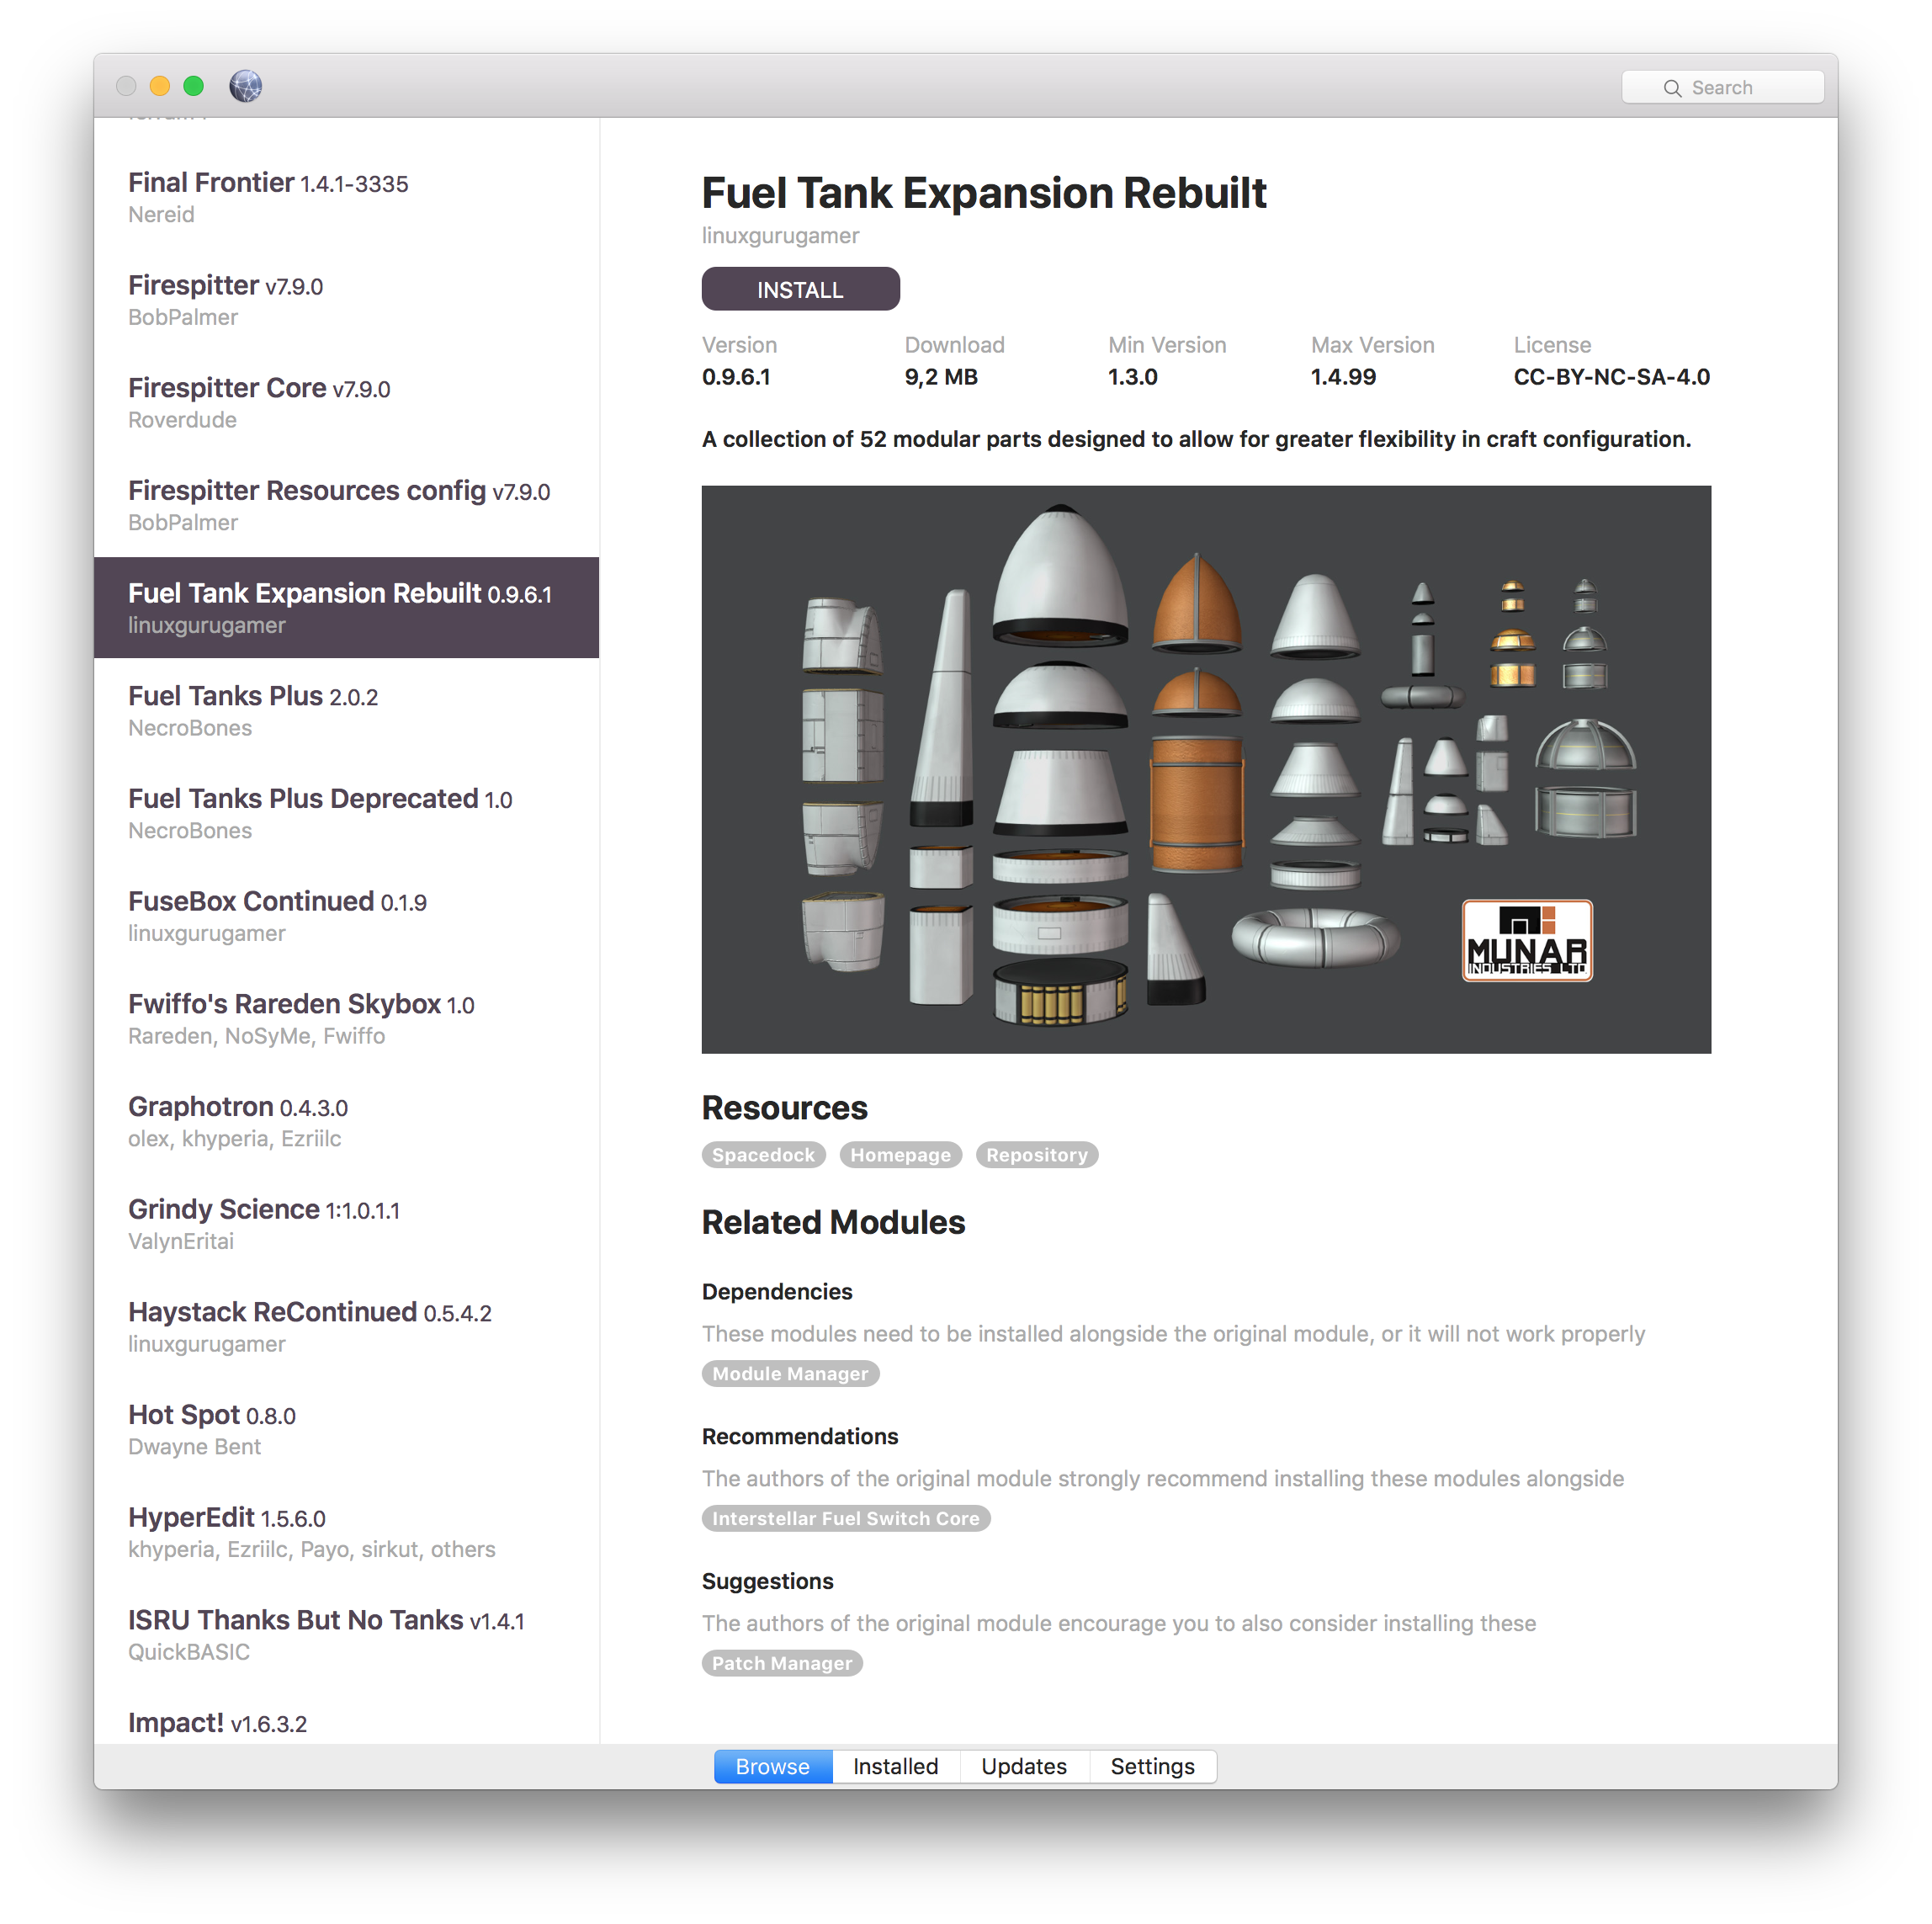 Search
Final Frontier 1.4.1-3335
Nereid
Firespitter v7.9.0
BobPalmer
Firespitter Core v7.9.0
Roverdude
Firespitter Resources config v7.9.0
BobPalmer
Fuel Tank Expansion Rebuilt 0.9.6.1
linuxgurugamer
Fuel Tanks Plus 2.0.2
NecroBones
Fuel Tanks Plus Deprecated 1.0
NecroBones
FuseBox Continued 0.1.9
linuxgurugamer
Fwiffo's Rareden Skybox 1.0
Rareden, NoSyMe, Fwiffo
Graphotron 0.4.3.0
olex, khyperia, Ezriilc
Grindy Science 1:1.0.1.1
ValynEritai
Haystack ReContinued 0.5.4.2
linuxgurugamer
Hot Spot 0.8.0
Dwayne Bent
HyperEdit 1.5.6.0
khyperia, Ezriilc, Payo, sirkut, others
ISRU Thanks But No Tanks v1.4.1
QuickBASIC
Impact! v1.6.3.2
Fuel Tank Expansion Rebuilt
linuxgurugamer
INSTALL
Version Download Min Version Max Version License
0.9.6.1 9,2 MB 1.3.0 1.4.99 CC-BY-NC-SA-4.0
A collection of 52 modular parts designed to allow for greater flexibility in craft configuration.
MUNAR
INDUSTRIES LTD
Resources
Spacedock Homepage Repository
Related Modules
Dependencies
These modules need to be installed alongside the original module, or it will not work properly
Module Manager
Recommendations
The authors of the original module strongly recommend installing these modules alongside
Interstellar Fuel Switch Core
Suggestions
The authors of the original module encourage you to also consider installing these
Patch Manager
Browse Installed Updates Settings